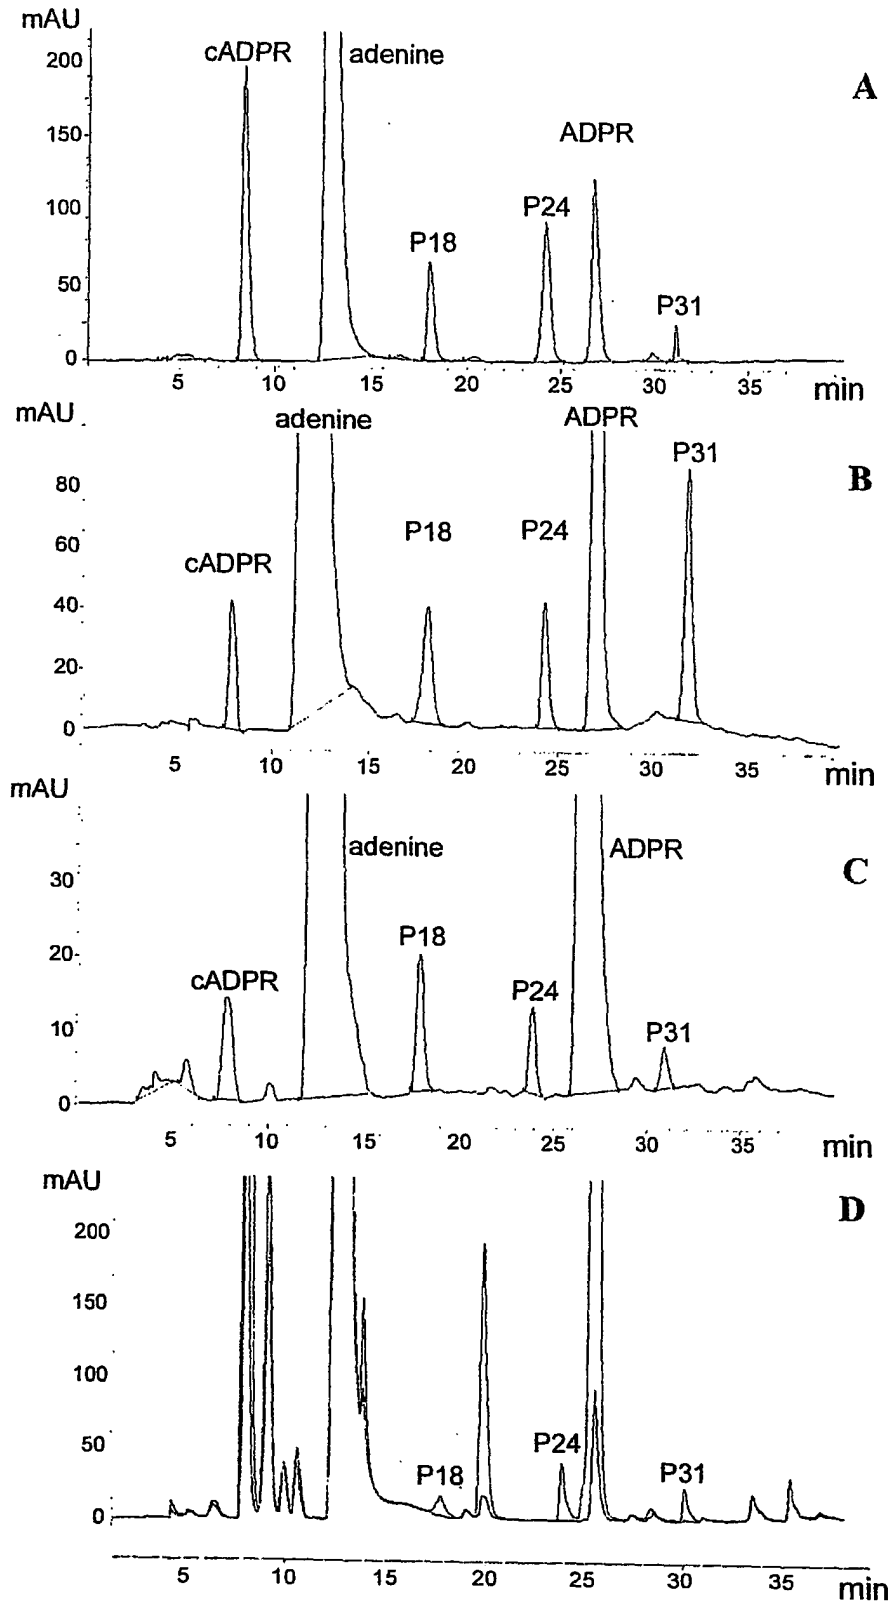 mAU
cADPR adenine
A
200
150
ADPR
100
P24
P18
50
P31
0
5 10 15 20 25 30 35 min
mAU
adenine ADPR
P31
B
80
P18 P24
60
cADPR
40
20
0
5 10 15 20 25 30 35 min
mAU
adenine ADPR
C
30
P18
20
cADPR P24
10
P31
0
5 10 15 20 25 30 35 min
mAU
D
200
150
100
50
P24
P18 P31
0
5 10 15 20 25 30 35 min